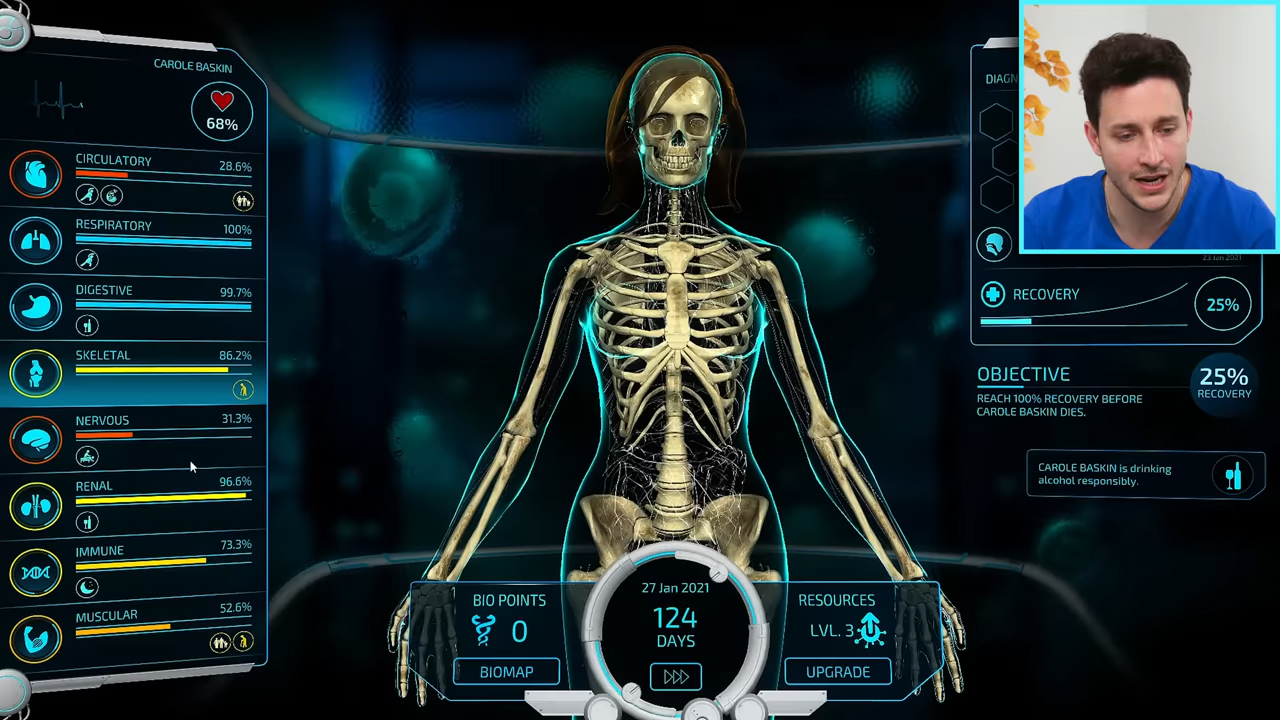 CAROLE BASKIN
68%
CIRCULATORY 28.6%
RESPIRATORY 100%
DIGESTIVE 99.7%
SKELETAL 86.2%
NERVOUS 31.3%
RENAL 96.6%
IMMUNE 73.3%
MUSCULAR 52.6%
BIO POINTS
0
BIOMAP
27 Jan 2021
124
DAYS
RESOURCES
LVL. 3
UPGRADE
DIAGN
23 Jan 2021
RECOVERY 25%
OBJECTIVE
25%
RECOVERY
REACH 100% RECOVERY BEFORE
CAROLE BASKIN DIES.
CAROLE BASKIN is drinking
alcohol responsibly.